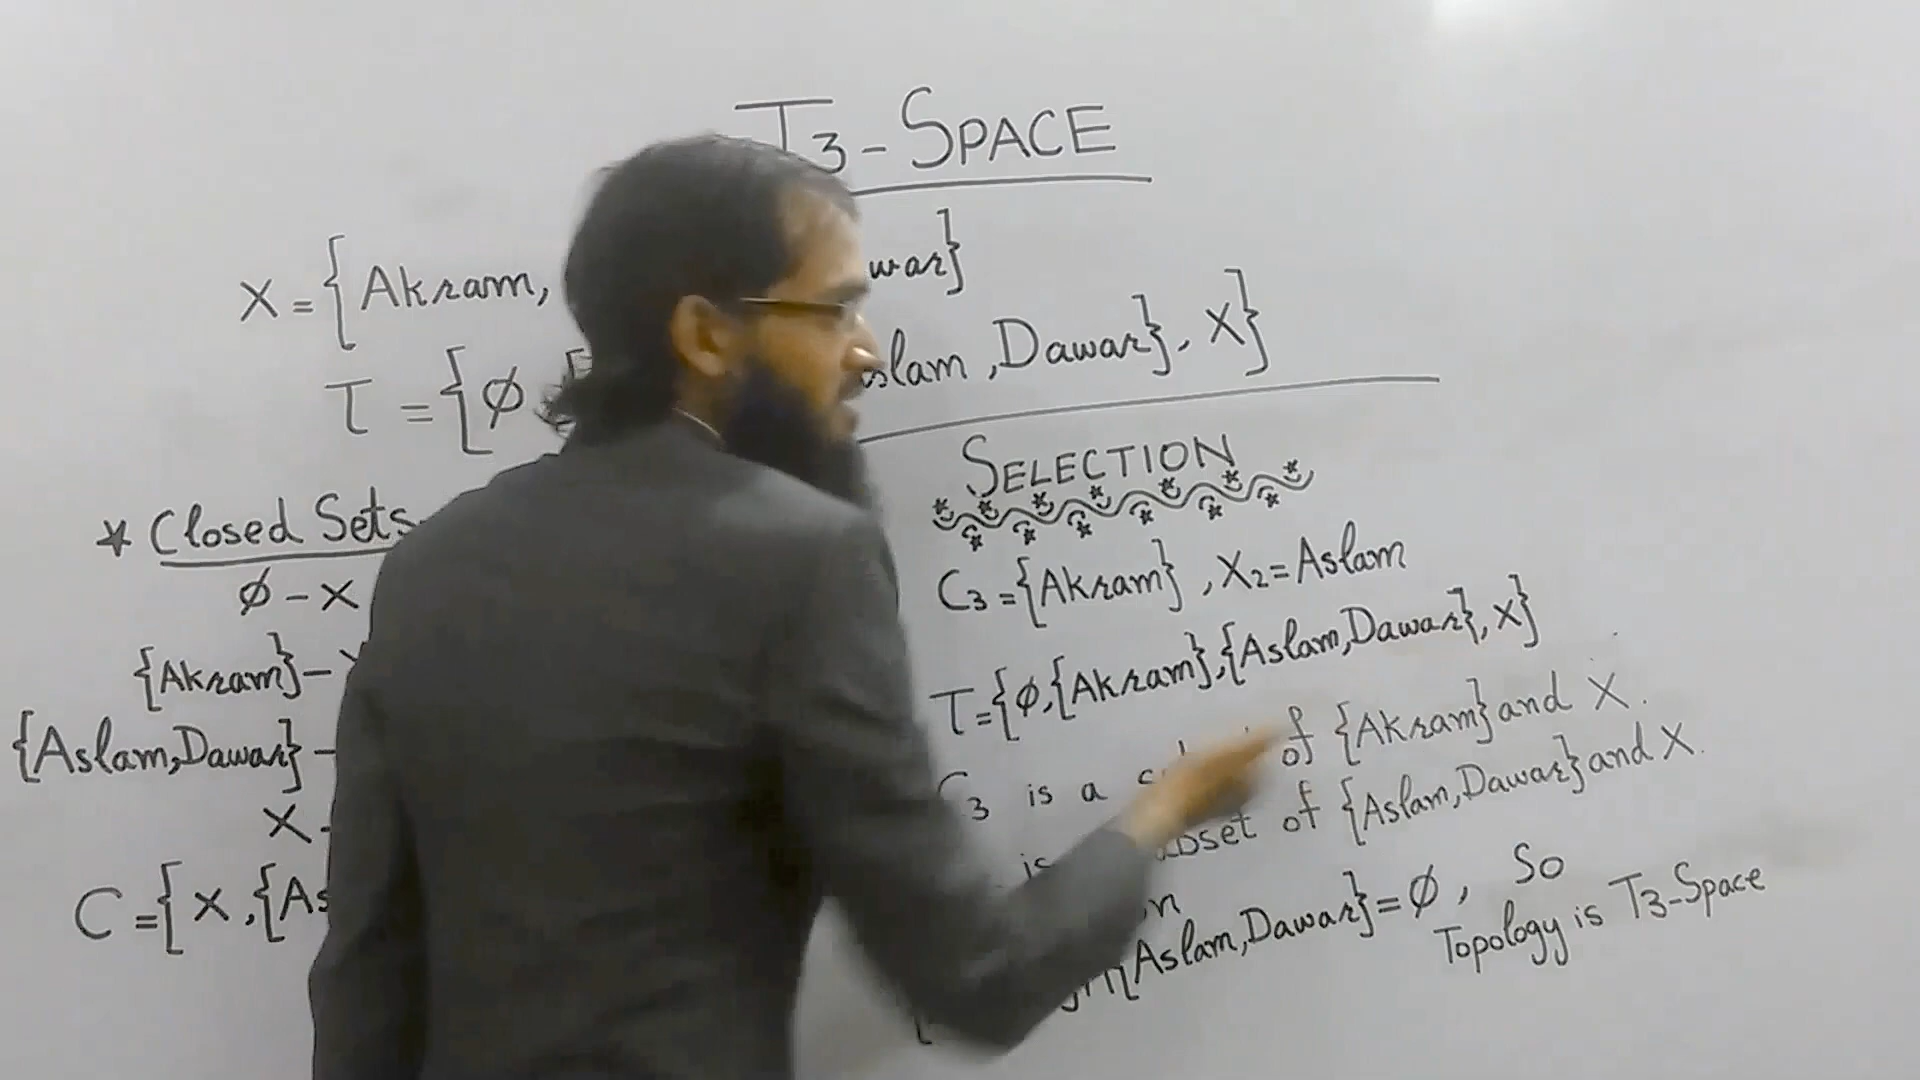 T3-SPACE
X={Akram, war}
T={φ, slam, Dawar}, X}
* Closed Sets
φ-X
{Akram}-
{Aslam,Dawar}-
X-
C={X,{As
SELECTION
C3={Akram}, X2=Aslam
T={φ,{Akram},{Aslam,Dawar},X}
C3 is a of {Akram} and X.
is of {Aslam,Dawar} and X.
{Aslam,Dawar}=φ, So
Topology is T3-Space